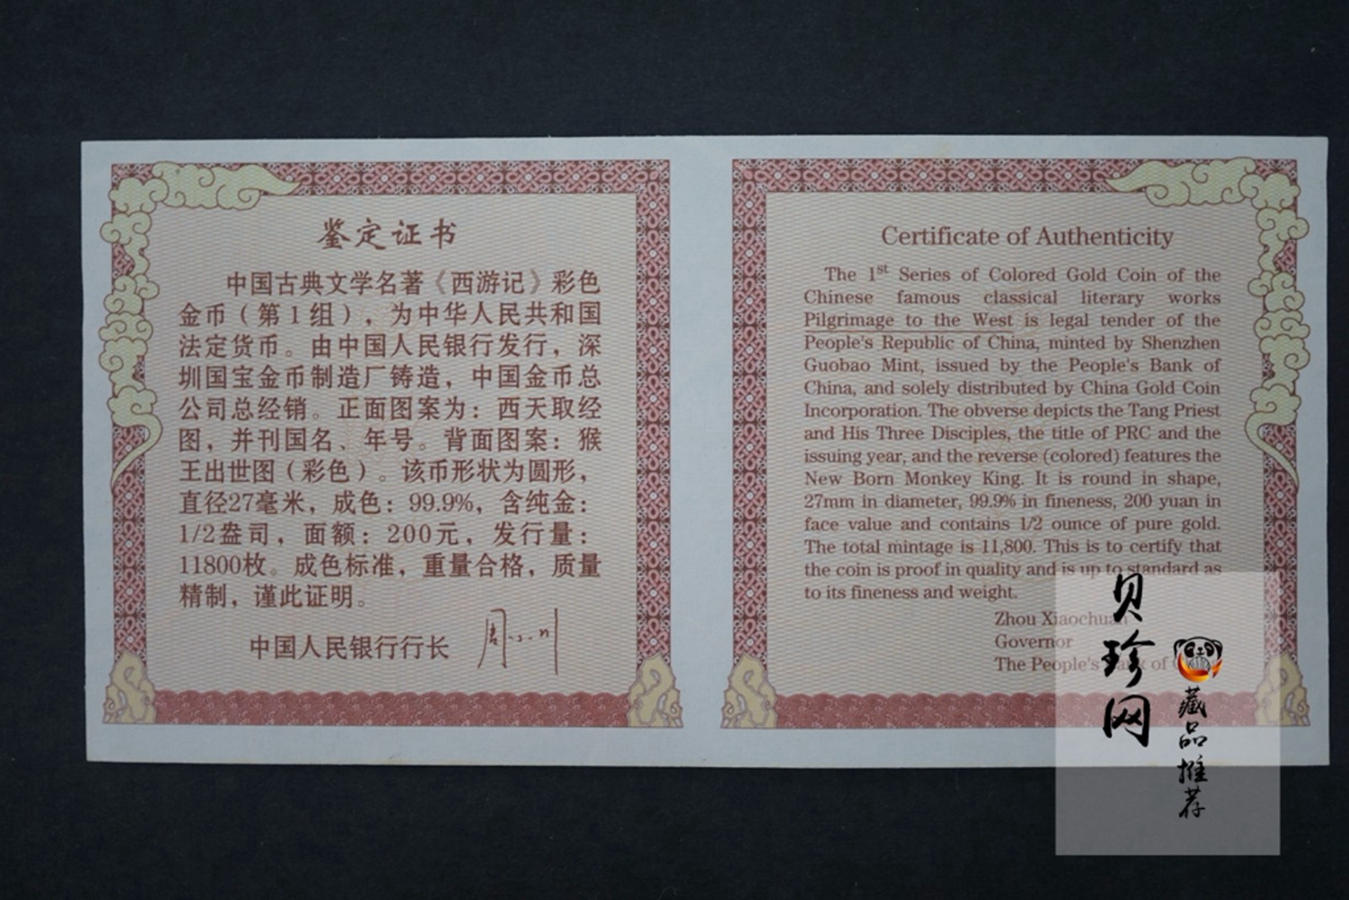 鉴定证书
中国古典文学名著《西游记》彩色
金币（第1组），为中华人民共和国
法定货币。由中国人民银行发行，深
圳国宝金币制造厂铸造，中国金币总
公司总经销。正面图案为：西天取经
图，并刊国名、年号。背面图案：猴
王出世图（彩色）。该币形状为圆形，
直径27毫米，成色：99.9%，含纯金：
1/2盎司，面额：200元，发行量：
11800枚。成色标准，重量合格，质量
精制，谨此证明。
中国人民银行行长 周小川
Certificate of Authenticity
The 1st Series of Colored Gold Coin of the
Chinese famous classical literary works
Pilgrimage to the West is legal tender of the
People's Republic of China, minted by Shenzhen
Guobao Mint, issued by the People's Bank of
China, and solely distributed by China Gold Coin
Incorporation. The obverse depicts the Tang Priest
and His Three Disciples, the title of PRC and the
issuing year, and the reverse (colored) features the
New Born Monkey King. It is round in shape,
27mm in diameter, 99.9% in fineness, 200 yuan in
face value and contains 1/2 ounce of pure gold.
The total mintage is 11,800. This is to certify that
the coin is proof in quality and is up to standard as
to its fineness and weight.
Zhou Xiaochuan
Governor
The People's Bank of
贝珍网
藏品推荐